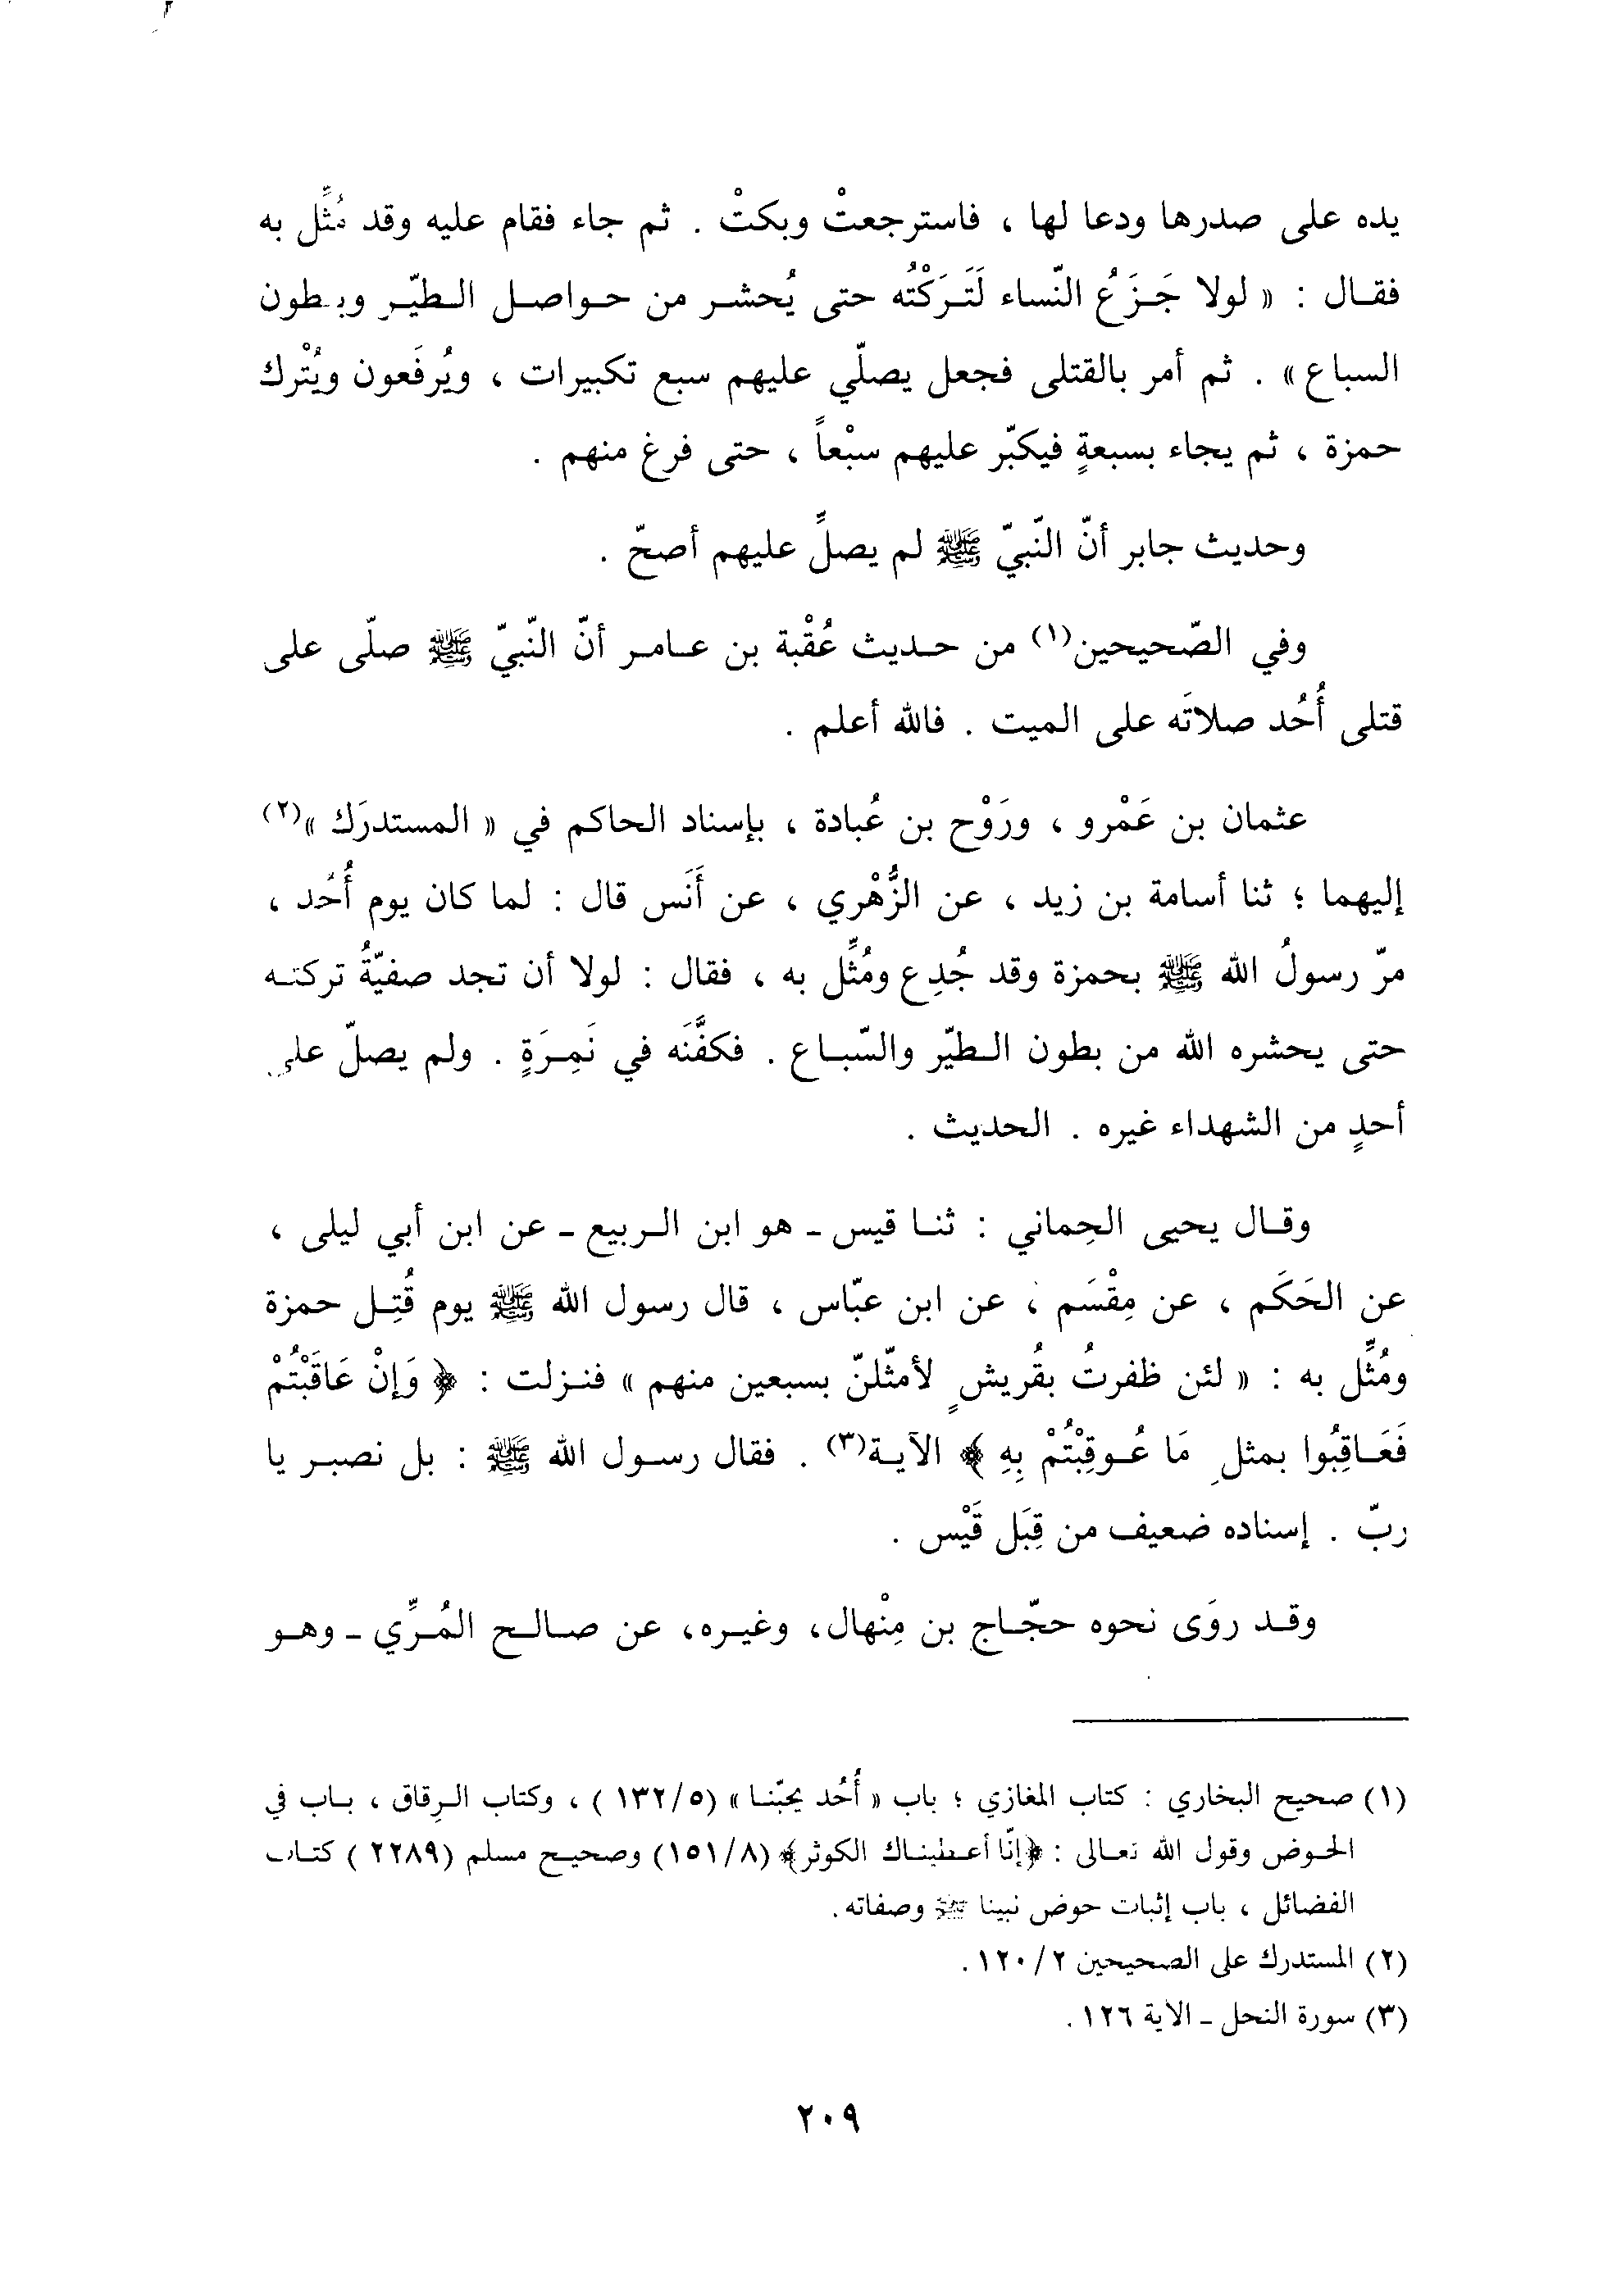 يده على صدرها ودعا لها ، فاسترجعتْ وبكتْ . ثم جاء فقام عليه وقد مُثِّل به
فقال : « لولا جَزَعُ النّساء لَتَرَكْتُه حتى يُحشر من حواصل الطيّر وبطون
السباع» . ثم أمر بالقتلى فجعل يصلّي عليهم سبع تكبيرات ، ويُرفَعون ويُتْرك
حمزة ، ثم يجاء بسبعةٍ فيكبّر عليهم سبْعاً ، حتى فرغ منهم .
وحديث جابر أنّ النّبيّ ﷺ لم يصلِّ عليهم أصحّ .
وفي الصّحيحين(١) من حديث عُقْبة بن عامر أنّ النّبيّ ﷺ صلّى على
قتلى أُحُد صلاتَه على الميت . فالله أعلم .
عثمان بن عَمْرو ، ورَوْح بن عُبادة ، بإسناد الحاكم في « المستدرَك »(٢)
إليهما ؛ ثنا أسامة بن زيد ، عن الزُّهْري ، عن أَنَس قال : لما كان يوم أُحُد ،
مرّ رسولُ الله ﷺ بحمزة وقد جُدِع ومُثِّل به ، فقال : لولا أن تجد صفيّةُ تركته
حتى يحشره الله من بطون الطيّر والسّباع . فكفَّنَه في نَمِرَةٍ . ولم يصلّ على
أحدٍ من الشهداء غيره . الحديث .
وقال يحيى الحِماني : ثنا قيس ـ هو ابن الربيع ـ عن ابن أبي ليلى ،
عن الحَكَم ، عن مِقْسَم ، عن ابن عبّاس ، قال رسول الله ﷺ يوم قُتِل حمزة
ومُثِّل به : « لئن ظفرتُ بقُريشٍ لأمثّلنّ بسبعين منهم » فنزلت : ﴿ وَإِنْ عَاقَبْتُمْ
فَعَاقِبُوا بمثلِ مَا عُوقِبْتُمْ بِهِ ﴾ الآية(٣) . فقال رسول الله ﷺ : بل نصبر يا
ربّ . إسناده ضعيف من قِبَل قَيْس .
وقد روَى نحوه حجّاج بن مِنْهال، وغيره، عن صالح المُرِّي ـ وهو
(١) صحيح البخاري : كتاب المغازي ؛ باب « أُحُد يحبّنا » (١٣٢/٥ ) ، وكتاب الرِقاق ، باب في
الحوض وقول الله تعالى : ﴿إنّا أعطيناك الكوثر﴾ (١٥١/٨) وصحيح مسلم (٢٢٨٩ ) كتاب
الفضائل ، باب إثبات حوض نبينا ﷺ وصفاته.
(٢) المستدرك على الصحيحين ١٢٠/٢ .
(٣) سورة النحل ـ الآية ١٢٦ .
٢٠٩